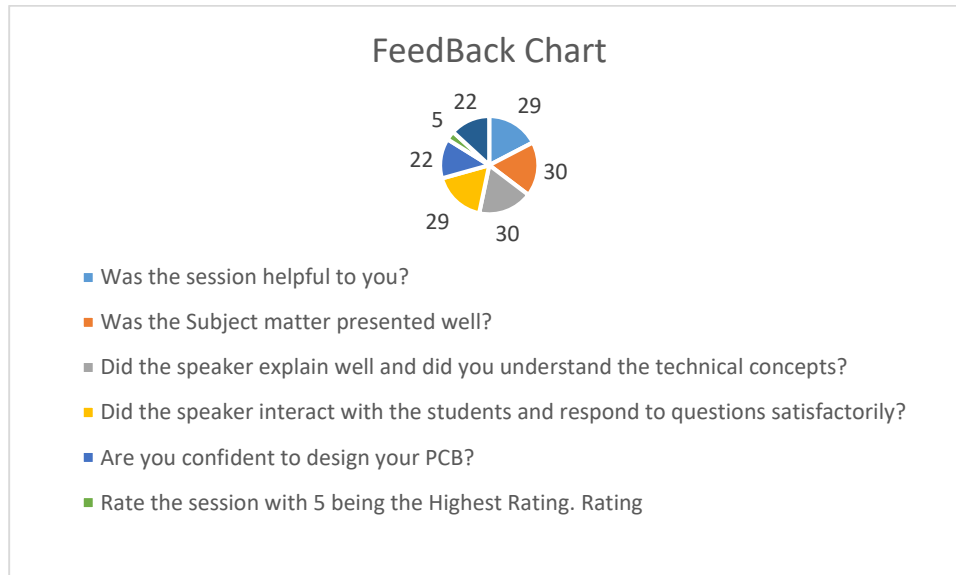 FeedBack Chart
22
29
5
22
30
29
30
Was the session helpful to you?
Was the Subject matter presented well?
Did the speaker explain well and did you understand the technical concepts?
Did the speaker interact with the students and respond to questions satisfactorily?
Are you confident to design your PCB?
Rate the session with 5 being the Highest Rating. Rating